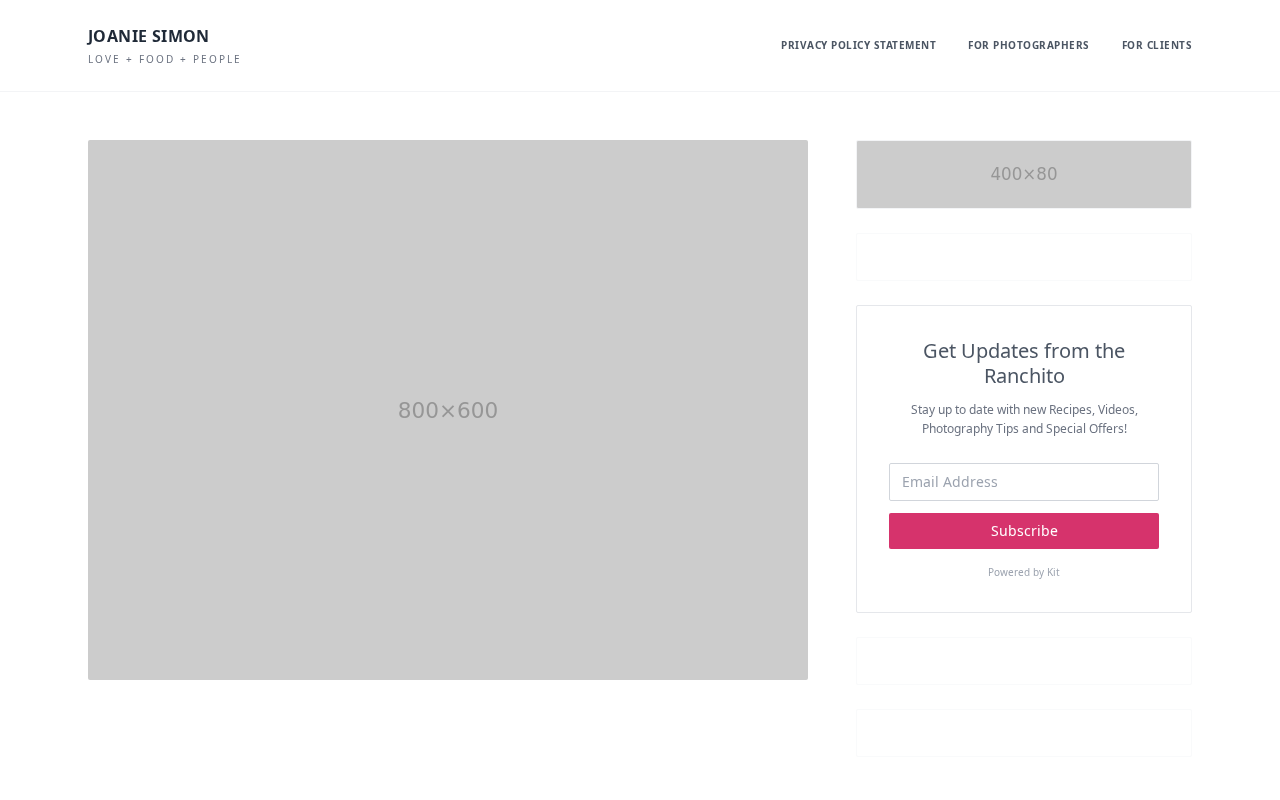 JOANIE SIMON
LOVE + FOOD + PEOPLE
PRIVACY POLICY STATEMENT FOR PHOTOGRAPHERS FOR CLIENTS
800×600
400×80
Get Updates from the
Ranchito
Stay up to date with new Recipes, Videos,
Photography Tips and Special Offers!
Email Address
Subscribe
Powered by Kit